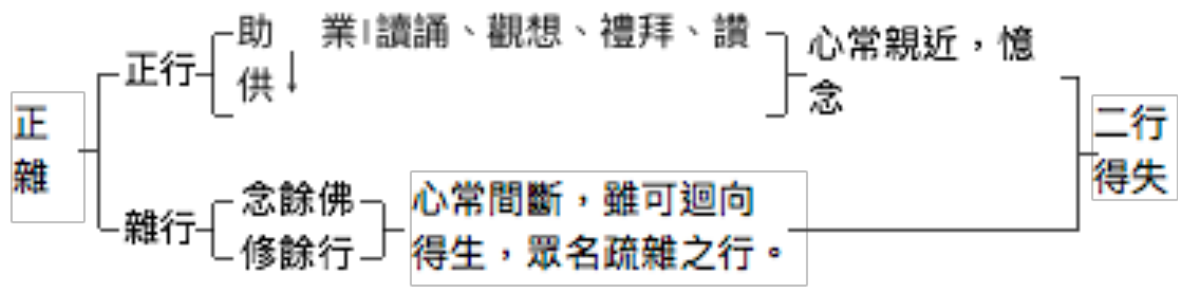 正
雜
正行
助　業|讀誦、觀想、禮拜、讚
供↓
心常親近，憶
念
雜行
念餘佛
修餘行
心常間斷，雖可迴向
得生，眾名疏雜之行。
二行
得失